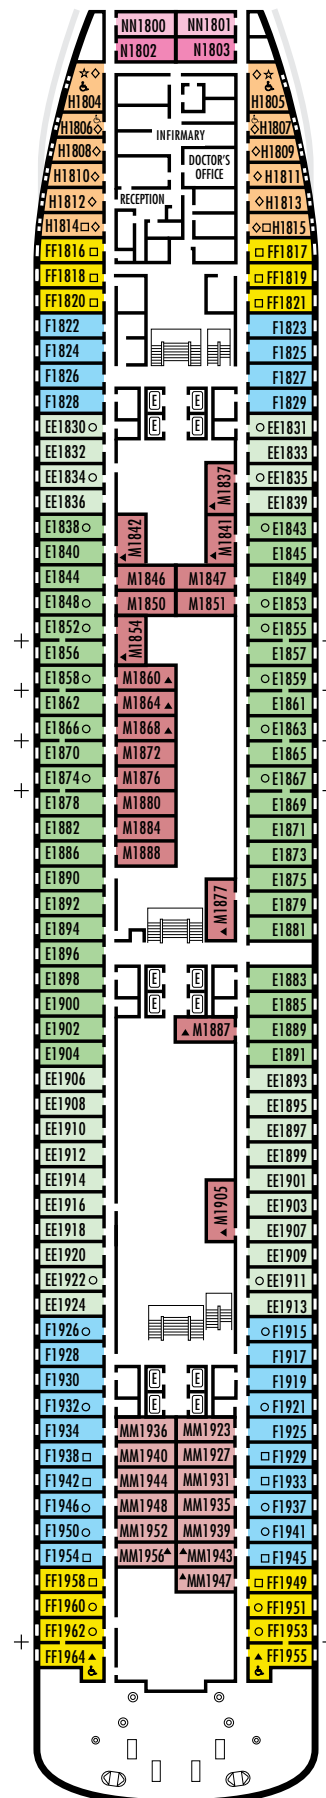 NN1800 NN1801
N1802 N1803
H1804 H1805
H1806 H1807
INFIRMARY
H1808 H1809
DOCTOR'S
OFFICE
H1810 H1811
RECEPTION
H1812 H1813
H1814 H1815
FF1816 FF1817
FF1818 FF1819
FF1820 FF1821
F1822 F1823
F1824 F1825
F1826 F1827
F1828 E E F1829
EE1830 E E EE1831
EE1832 EE1833
EE1834 M1837 EE1835
EE1836 EE1839
E1838 M1842 M1841 E1843
E1840 E1845
E1844 M1846 M1847 E1849
E1848 M1850 M1851 E1853
E1852 M1854 E1855
E1856 E1857
E1858 M1860 E1859
E1862 M1864 E1861
E1866 M1868 E1863
E1870 M1872 E1865
E1874 M1876 E1867
E1878 M1880 E1869
E1882 M1884 E1871
E1886 M1888 E1873
E1890 E1875
E1892 M1877 E1879
E1894 E1881
E1896
E1898 E E E1883
E1900 E E E1885
E1902 M1887 E1889
E1904 E1891
EE1906 EE1893
EE1908 EE1895
EE1910 EE1897
EE1912 EE1899
EE1914 EE1901
EE1916 M1905 EE1903
EE1918 EE1907
EE1920 EE1909
EE1922 EE1911
EE1924 EE1913
F1926 F1915
F1928 F1917
F1930 E E F1919
F1932 E E F1921
F1934 MM1936 MM1923 F1925
F1938 MM1940 MM1927 F1929
F1942 MM1944 MM1931 F1933
F1946 MM1948 MM1935 F1937
F1950 MM1952 MM1939 F1941
F1954 MM1956 MM1943 F1945
FF1958 MM1947 FF1949
FF1960 FF1951
FF1962 FF1953
FF1964 FF1955